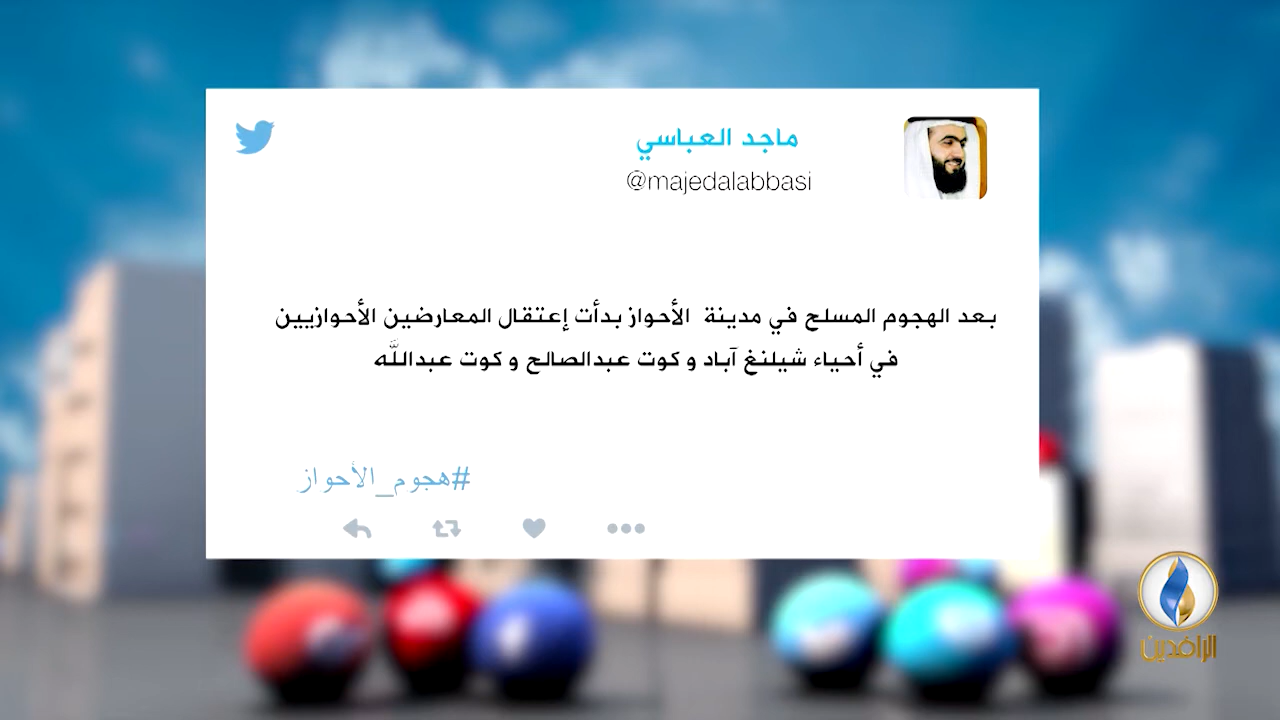 ماجد العباسي
@majedalabbasi
بعد الهجوم المسلح في مدينة الأحواز بدأت إعتقال المعارضين الأحوازيين
في أحياء شيلنغ آباد و كوت عبدالصالح و كوت عبدالله
#هجوم_الأحواز
الرافدين